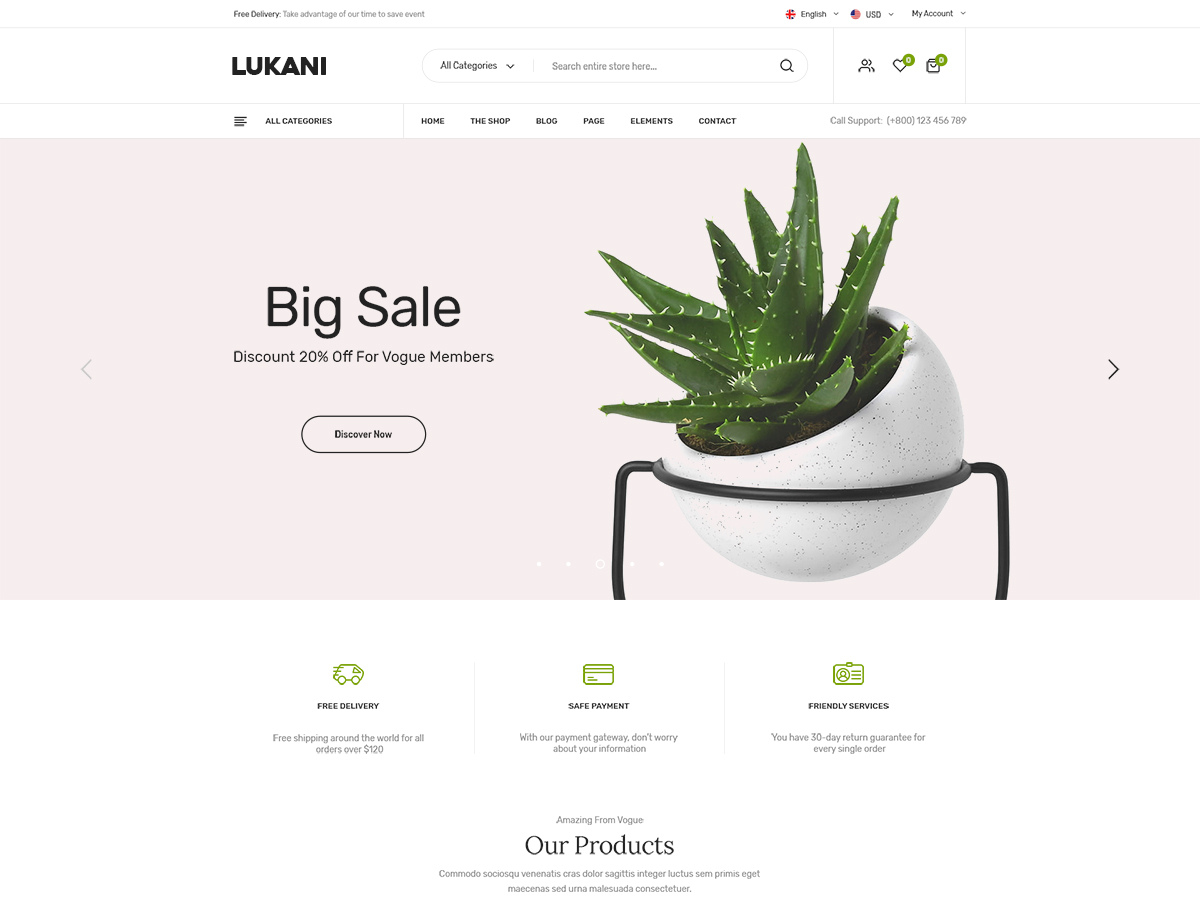 Free Delivery: Take advantage of our time to save event
English
USD
My Account
LUKANI
All Categories
Search entire store here...
0
0
ALL CATEGORIES
HOME
THE SHOP
BLOG
PAGE
ELEMENTS
CONTACT
Call Support: (+800) 123 456 789
Big Sale
Discount 20% Off For Vogue Members
Discover Now
FREE DELIVERY
Free shipping around the world for all
orders over $120
SAFE PAYMENT
With our payment gateway, don't worry
about your information
FRIENDLY SERVICES
You have 30-day return guarantee for
every single order
Amazing From Vogue
Our Products
Commodo sociosqu venenatis cras dolor sagittis integer luctus sem primis eget
maecenas sed urna malesuada consectetuer.